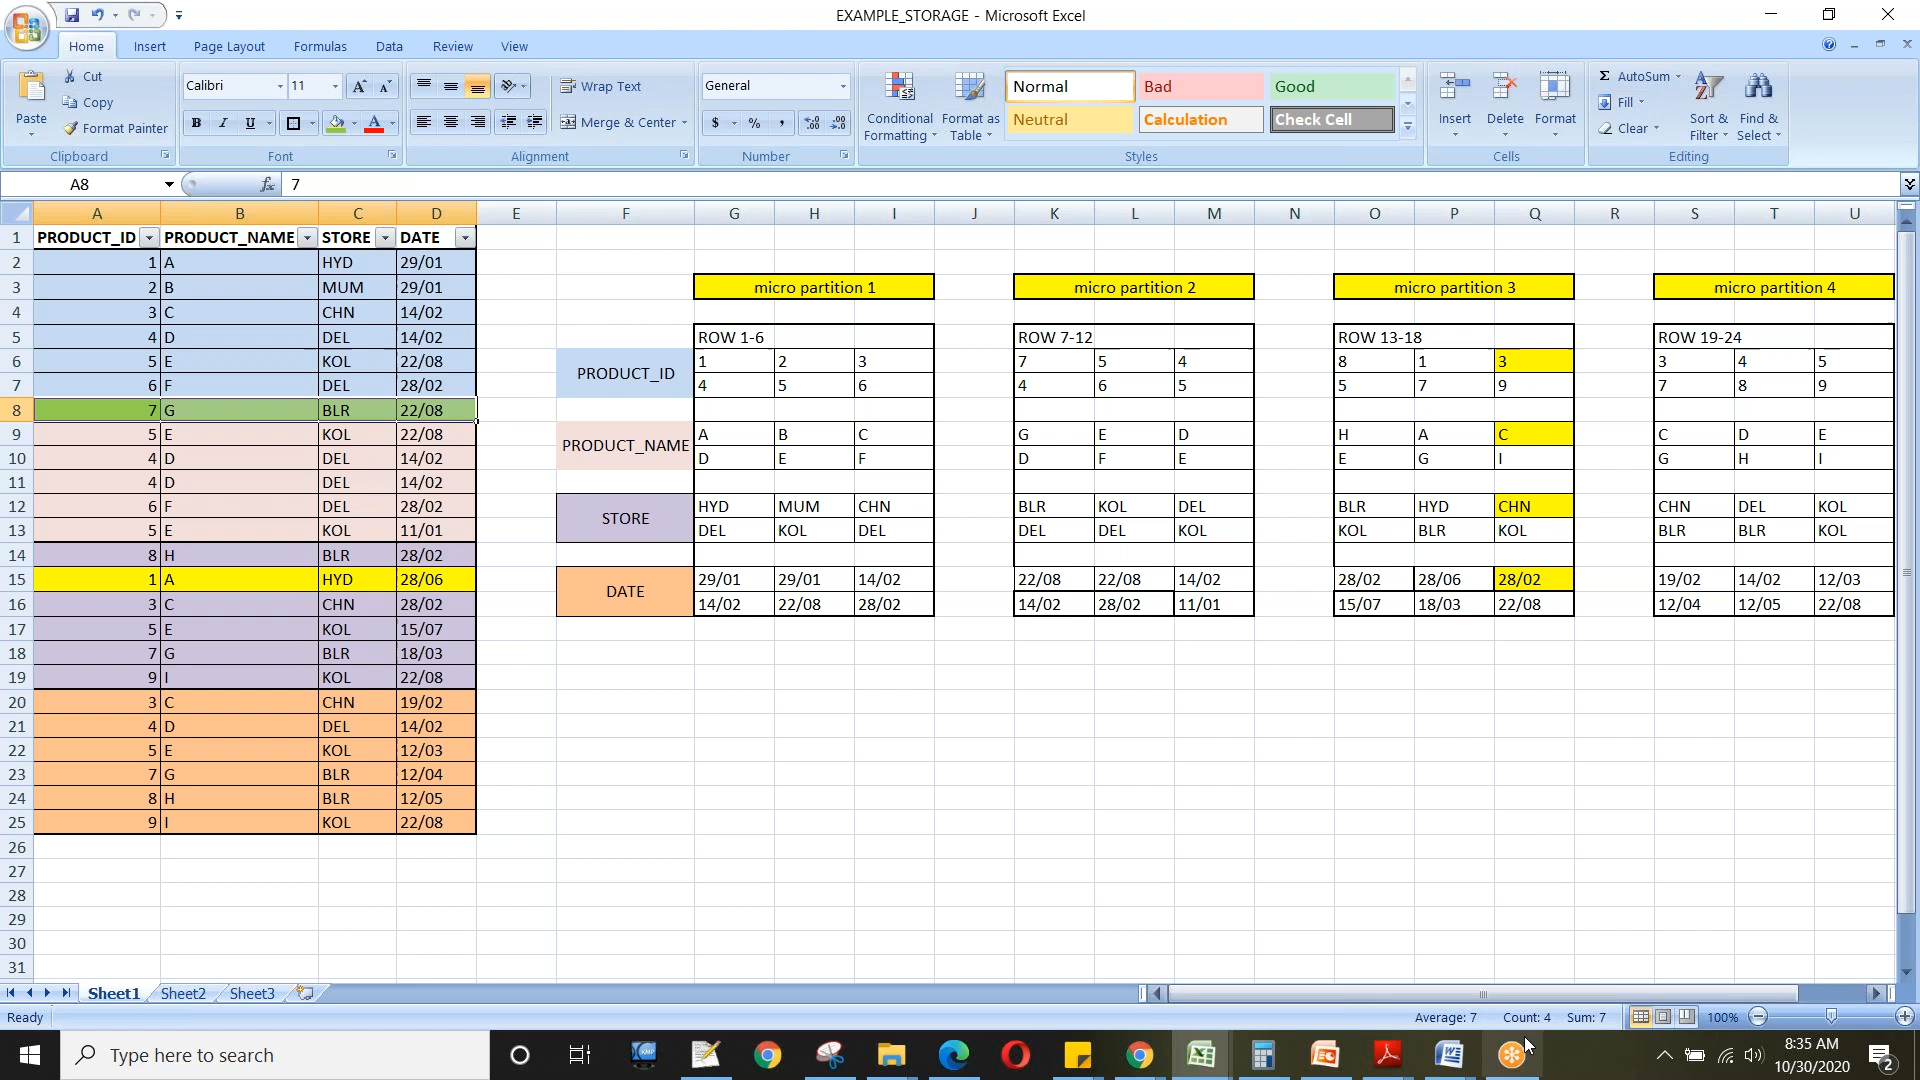 EXAMPLE_STORAGE - Microsoft Excel
Home Insert Page Layout Formulas Data Review View
Paste Cut Copy Format Painter
Calibri 11
B I U
Wrap Text
Merge & Center
General
$ % ,
Conditional Formatting Format as Table
Normal Bad Good
Neutral Calculation Check Cell
Insert Delete Format
AutoSum Fill Clear
Sort & Filter Find & Select
Clipboard Font Alignment Number Styles Cells Editing
A8 fx 7
A B C D E F G H I J K L M N O P Q R S T U
1 PRODUCT_ID PRODUCT_NAME STORE DATE
2 1 A HYD 29/01
3 2 B MUM 29/01 micro partition 1 micro partition 2 micro partition 3 micro partition 4
4 3 C CHN 14/02
5 4 D DEL 14/02 ROW 1-6 ROW 7-12 ROW 13-18 ROW 19-24
6 5 E KOL 22/08 PRODUCT_ID 1 2 3 7 5 4 8 1 3 3 4 5
7 6 F DEL 28/02 4 5 6 4 6 5 5 7 9 7 8 9
8 7 G BLR 22/08
9 5 E KOL 22/08 PRODUCT_NAME A B C G E D H A C C D E
10 4 D DEL 14/02 D E F D F E E G I G H I
11 4 D DEL 14/02
12 6 F DEL 28/02 STORE HYD MUM CHN BLR KOL DEL BLR HYD CHN CHN DEL KOL
13 5 E KOL 11/01 DEL KOL DEL DEL DEL KOL KOL BLR KOL BLR BLR KOL
14 8 H BLR 28/02
15 1 A HYD 28/06 DATE 29/01 29/01 14/02 22/08 22/08 14/02 28/02 28/06 28/02 19/02 14/02 12/03
16 3 C CHN 28/02 14/02 22/08 28/02 14/02 28/02 11/01 15/07 18/03 22/08 12/04 12/05 22/08
17 5 E KOL 15/07
18 7 G BLR 18/03
19 9 I KOL 22/08
20 3 C CHN 19/02
21 4 D DEL 14/02
22 5 E KOL 12/03
23 7 G BLR 12/04
24 8 H BLR 12/05
25 9 I KOL 22/08
26
27
28
29
30
31
Sheet1 Sheet2 Sheet3
Ready Average: 7 Count: 4 Sum: 7 100%
Type here to search
8:35 AM
10/30/2020
2